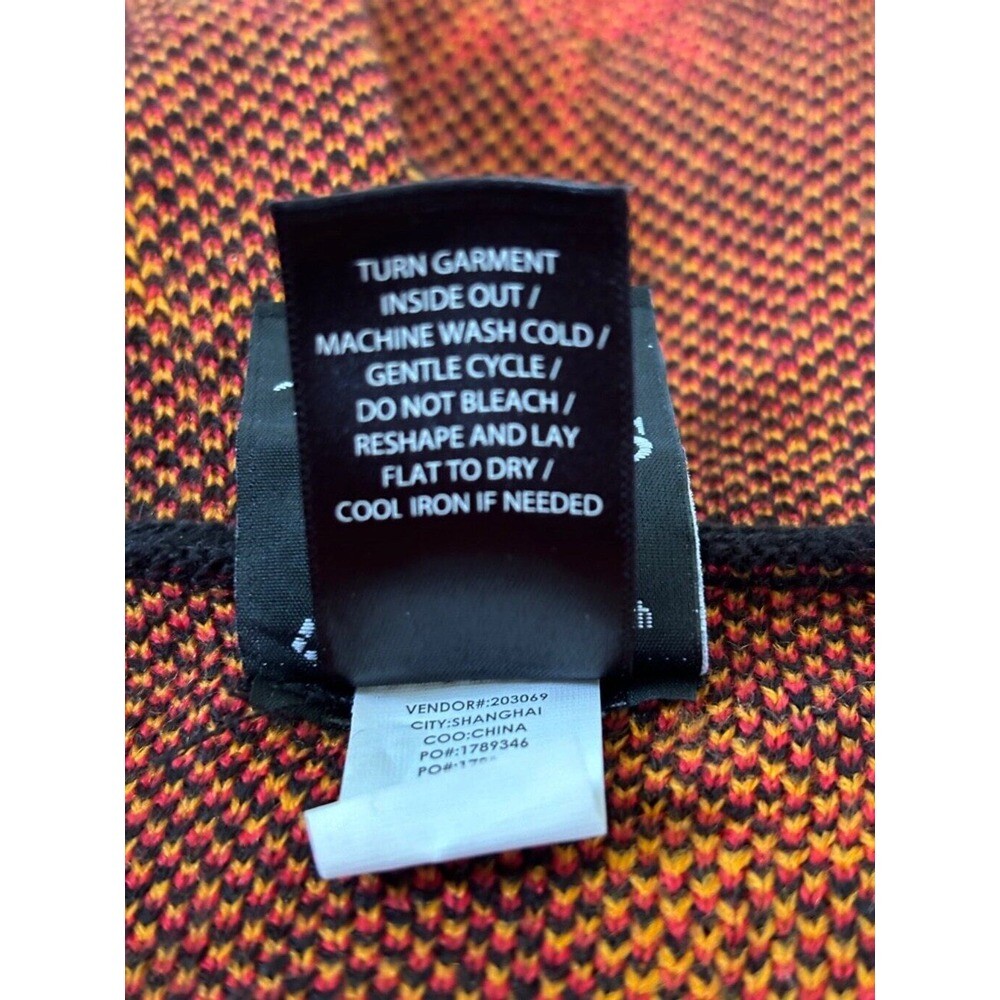 TURN GARMENT
INSIDE OUT /
MACHINE WASH COLD /
GENTLE CYCLE /
DO NOT BLEACH /
RESHAPE AND LAY
FLAT TO DRY /
COOL IRON IF NEEDED
VENDOR#:203069
CITY:SHANGHAI
COO:CHINA
PO#:1789346